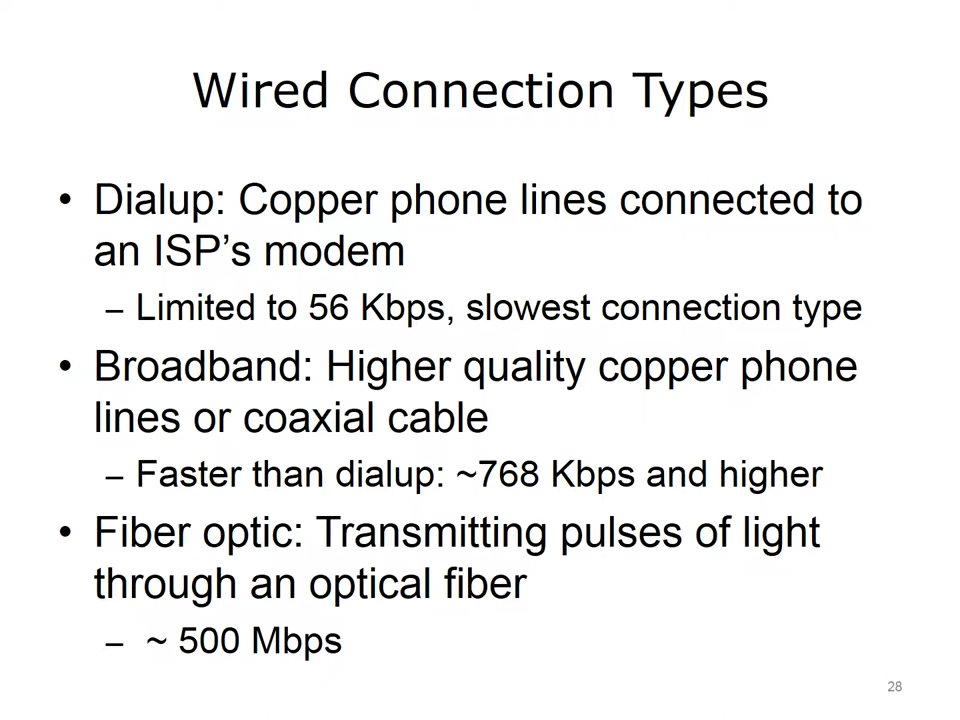 Wired Connection Types
• Dialup: Copper phone lines connected to
an ISP’s modem
– Limited to 56 Kbps, slowest connection type
• Broadband: Higher quality copper phone
lines or coaxial cable
– Faster than dialup: ~768 Kbps and higher
• Fiber optic: Transmitting pulses of light
through an optical fiber
– ~ 500 Mbps
28